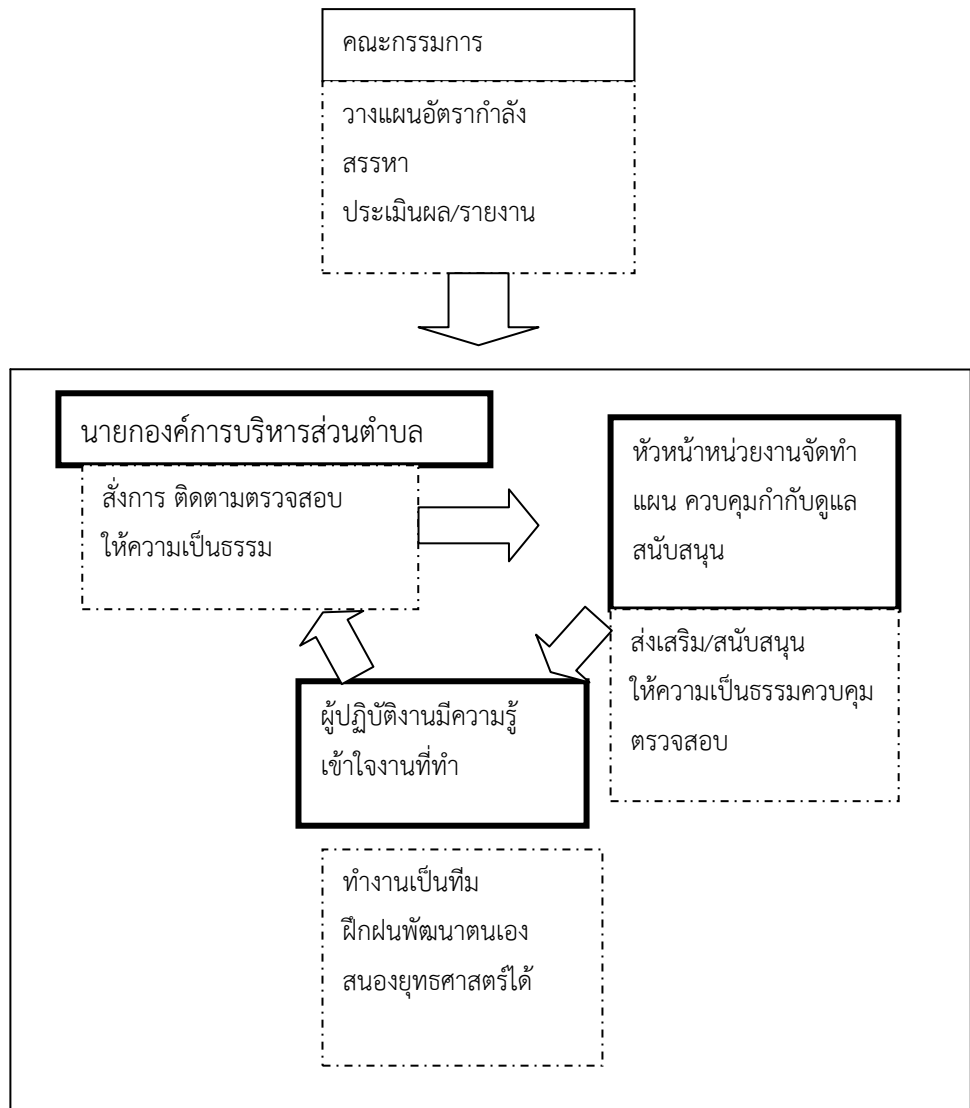 คณะกรรมการ
วางแผนอัตรากำลัง
สรรหา
ประเมินผล/รายงาน
นายกองค์การบริหารส่วนตำบล
สั่งการ ติดตามตรวจสอบ
ให้ความเป็นธรรม
หัวหน้าหน่วยงานจัดทำ
แผน ควบคุมกำกับดูแล
สนับสนุน
ส่งเสริม/สนับสนุน
ให้ความเป็นธรรมควบคุม
ตรวจสอบ
ผู้ปฏิบัติงานมีความรู้
เข้าใจงานที่ทำ
ทำงานเป็นทีม
ฝึกฝนพัฒนาตนเอง
สนองยุทธศาสตร์ได้